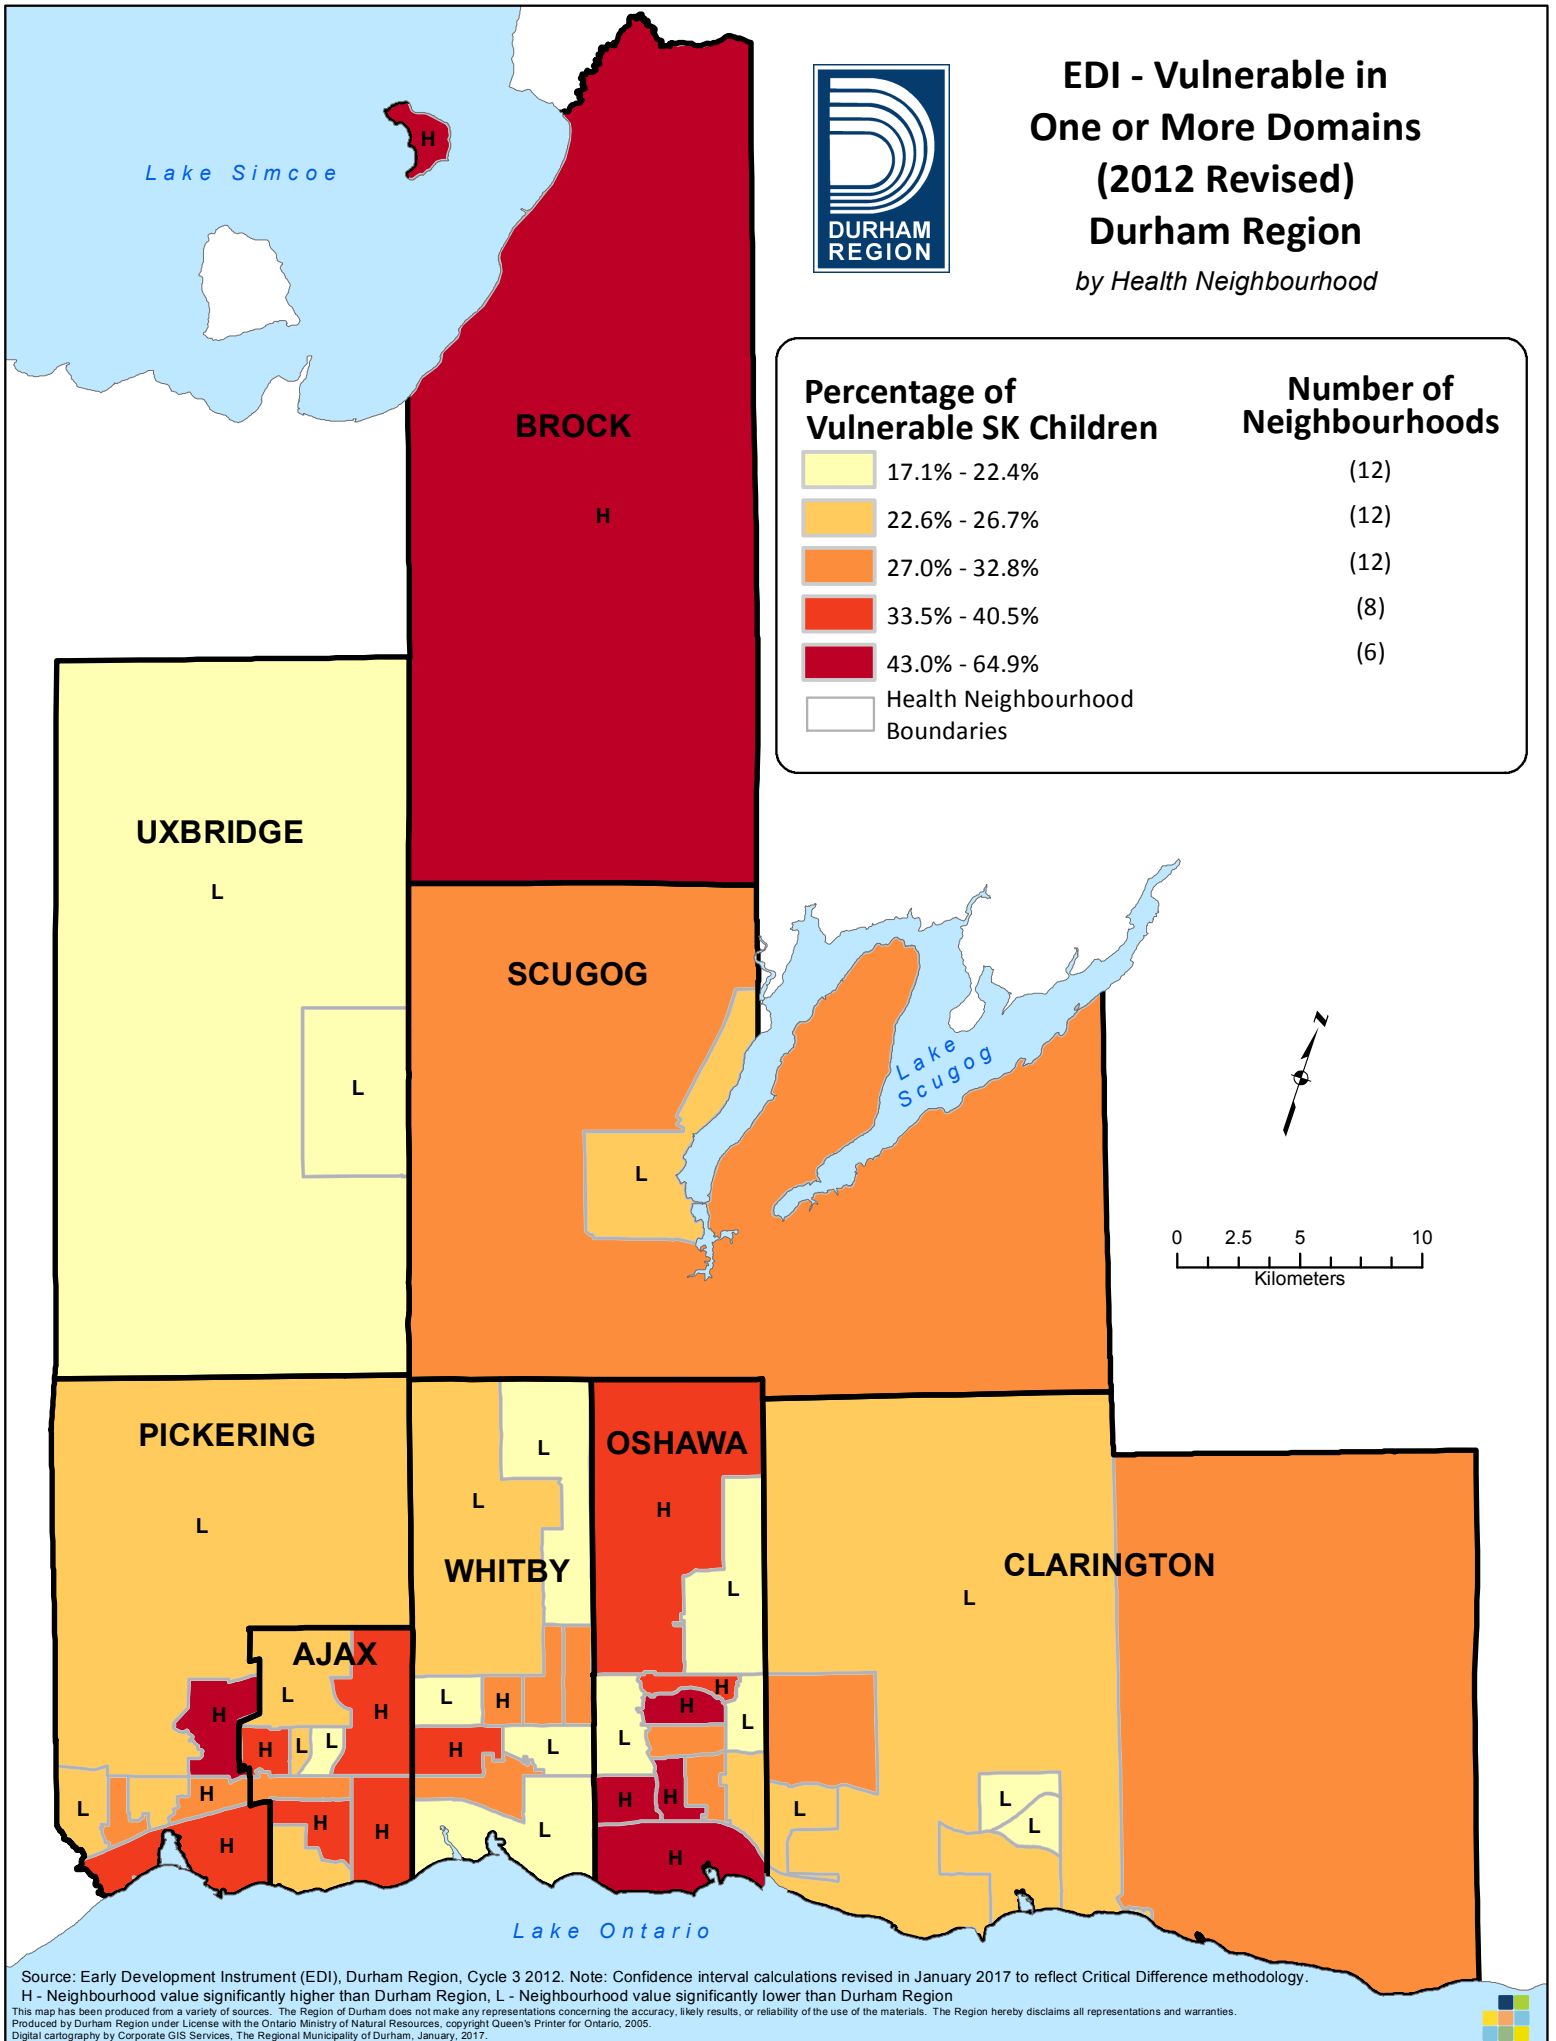 EDI - Vulnerable in
One or More Domains
(2012 Revised)
Durham Region
by Health Neighbourhood
DURHAM
REGION
Percentage of
Vulnerable SK Children
Number of
Neighbourhoods
17.1% - 22.4% (12)
22.6% - 26.7% (12)
27.0% - 32.8% (12)
33.5% - 40.5% (8)
43.0% - 64.9% (6)
Health Neighbourhood
Boundaries
Lake Simcoe
H
BROCK
H
UXBRIDGE
L
L
SCUGOG
L
Lake
Scugog
N
0 2.5 5 10
Kilometers
PICKERING
L
H
L
H
H
AJAX
L
H
H
L
L
H
H
WHITBY
L
L
L
H
H
L
L
OSHAWA
H
L
H
H
L
L
H
H
H
CLARINGTON
L
L
L
L
Lake Ontario
Source: Early Development Instrument (EDI), Durham Region, Cycle 3 2012. Note: Confidence interval calculations revised in January 2017 to reflect Critical Difference methodology.
H - Neighbourhood value significantly higher than Durham Region, L - Neighbourhood value significantly lower than Durham Region
This map has been produced from a variety of sources. The Region of Durham does not make any representations concerning the accuracy, likely results, or reliability of the use of the materials. The Region hereby disclaims all representations and warranties.
Produced by Durham Region under License with the Ontario Ministry of Natural Resources, copyright Queen's Printer for Ontario, 2005.
Digital cartography by Corporate GIS Services, The Regional Municipality of Durham, January, 2017.